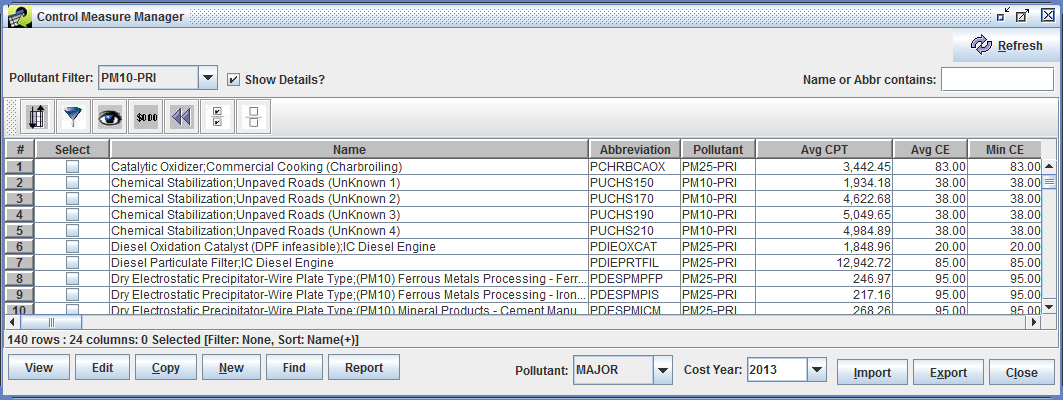 Control Measure Manager
Refresh
Pollutant Filter: PM10-PRI Show Details? Name or Abbr contains:
$000
# Select Name Abbreviation Pollutant Avg CPT Avg CE Min CE
1 Catalytic Oxidizer;Commercial Cooking (Charbroiling) PCHRBCAOX PM25-PRI 3,442.45 83.00 83.00
2 Chemical Stabilization;Unpaved Roads (UnKnown 1) PUCHS150 PM10-PRI 1,934.18 38.00 38.00
3 Chemical Stabilization;Unpaved Roads (UnKnown 2) PUCHS170 PM10-PRI 4,622.68 38.00 38.00
4 Chemical Stabilization;Unpaved Roads (UnKnown 3) PUCHS190 PM10-PRI 5,049.65 38.00 38.00
5 Chemical Stabilization;Unpaved Roads (UnKnown 4) PUCHS210 PM10-PRI 4,984.89 38.00 38.00
6 Diesel Oxidation Catalyst (DPF infeasible);IC Diesel Engine PDIEOXCAT PM25-PRI 1,848.96 20.00 20.00
7 Diesel Particulate Filter;IC Diesel Engine PDIEPRTFIL PM25-PRI 12,942.72 85.00 85.00
8 Dry Electrostatic Precipitator-Wire Plate Type;(PM10) Ferrous Metals Processing - Ferr... PDESPMPFP PM25-PRI 246.97 95.00 95.00
9 Dry Electrostatic Precipitator-Wire Plate Type;(PM10) Ferrous Metals Processing - Iron... PDESPMPIS PM25-PRI 217.16 95.00 95.00
10 Dry Electrostatic Precipitator-Wire Plate Type;(PM10) Mineral Products - Cement Manu PDESPMICM PM25-PRI 268.26 95.00 95.00
140 rows : 24 columns: 0 Selected [Filter: None, Sort: Name(+)]
View Edit Copy New Find Report Pollutant: MAJOR Cost Year: 2013 Import Export Close